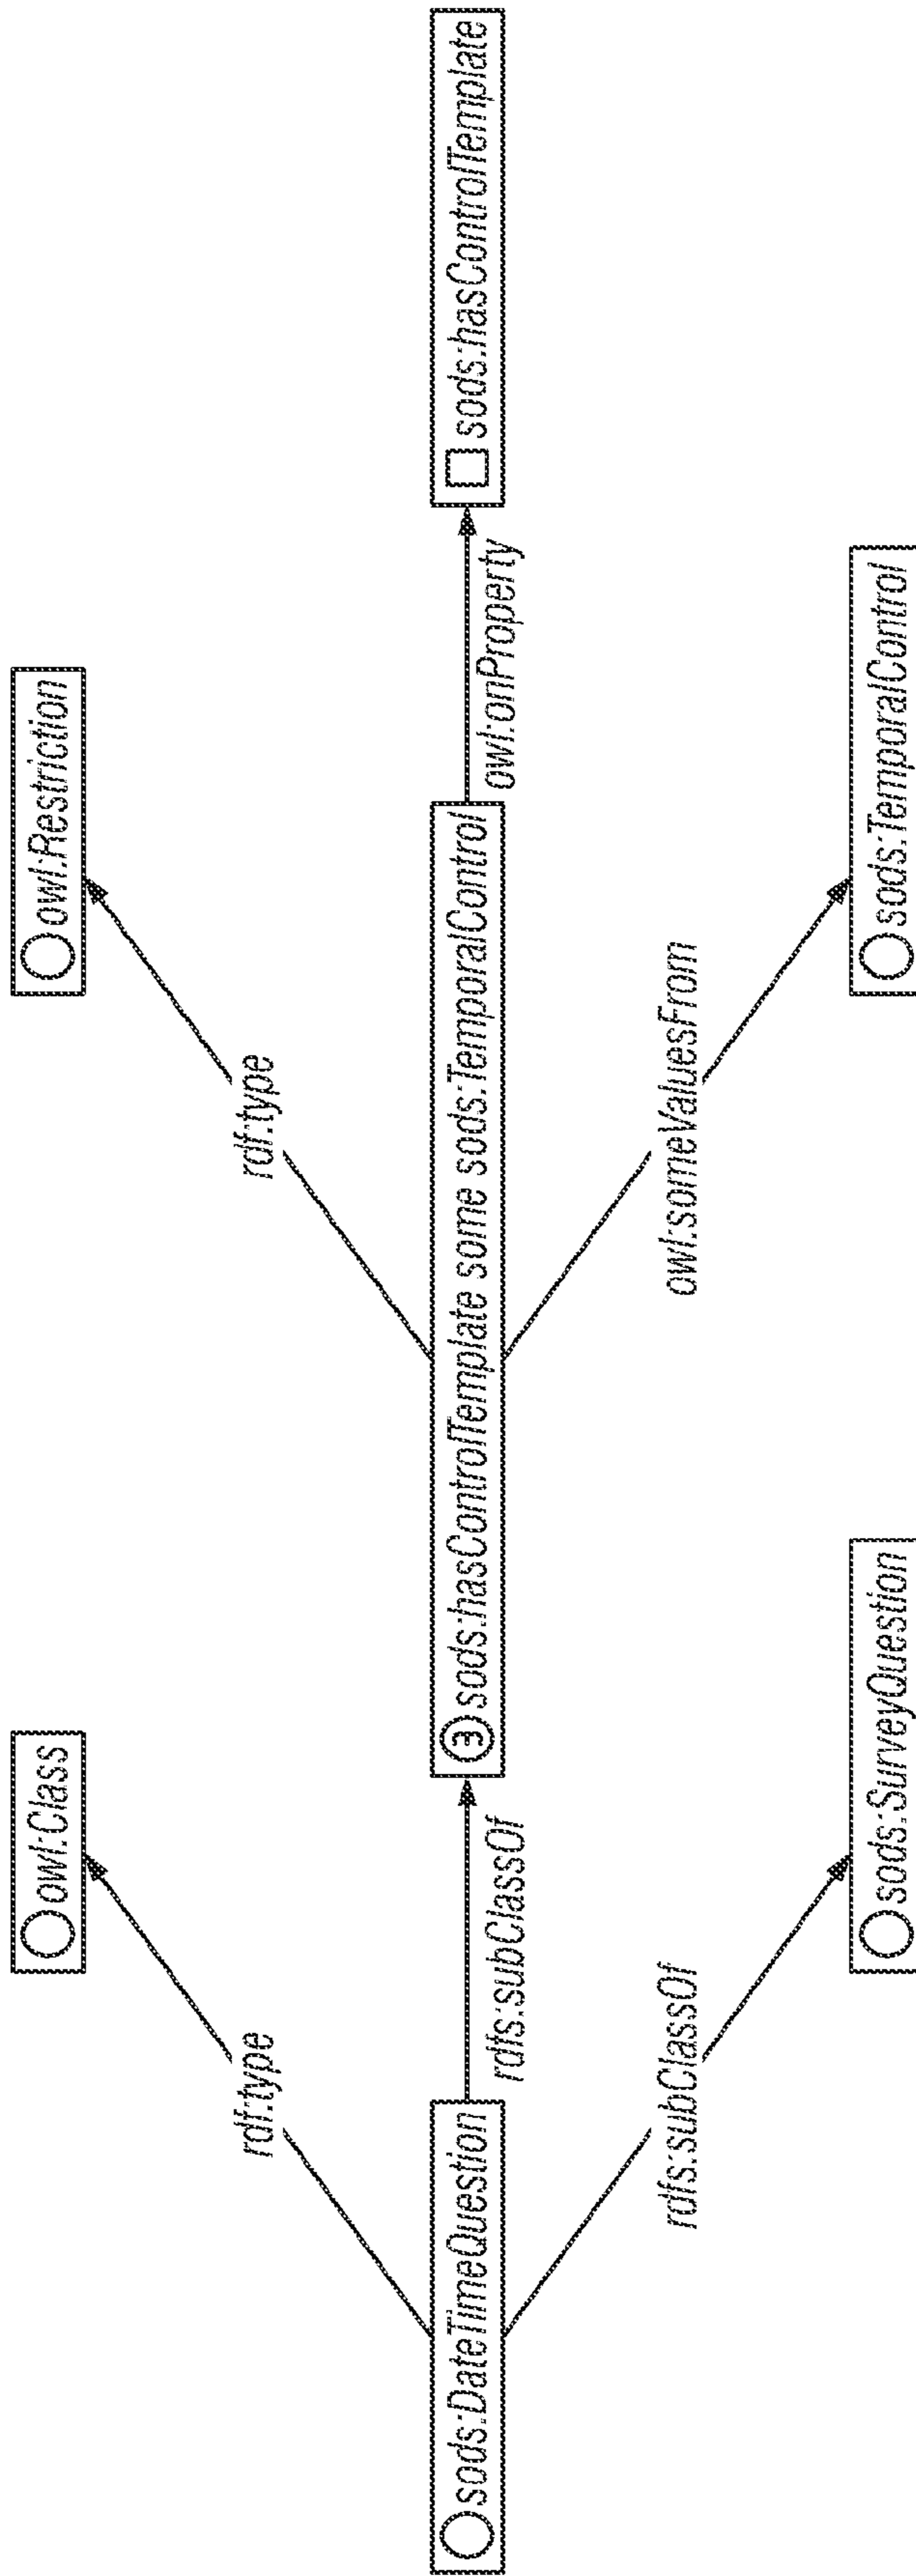 owl:Class
owl:Restriction
rdf:type
rdf:type
sods:DateTimeQuestion
rdfs:subClassOf
③ sods:hasControlTemplate some sods:TemporalControl
owl:onProperty
sods:hasControlTemplate
rdfs:subClassOf
owl:someValuesFrom
sods:SurveyQuestion
sods:TemporalControl